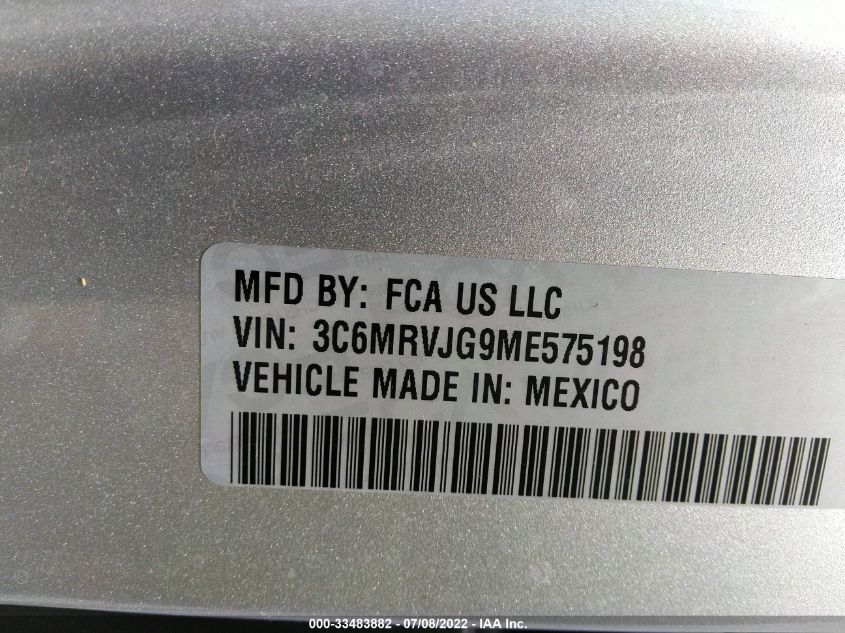 MFD BY: FCA US LLC
VIN: 3C6MRVJG9ME575198
VEHICLE MADE IN: MEXICO
000-33483882 - 07/08/2022 - IAA Inc.